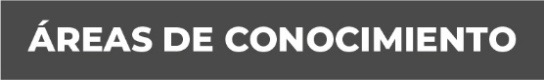 ÁREAS DE CONOCIMIENTO